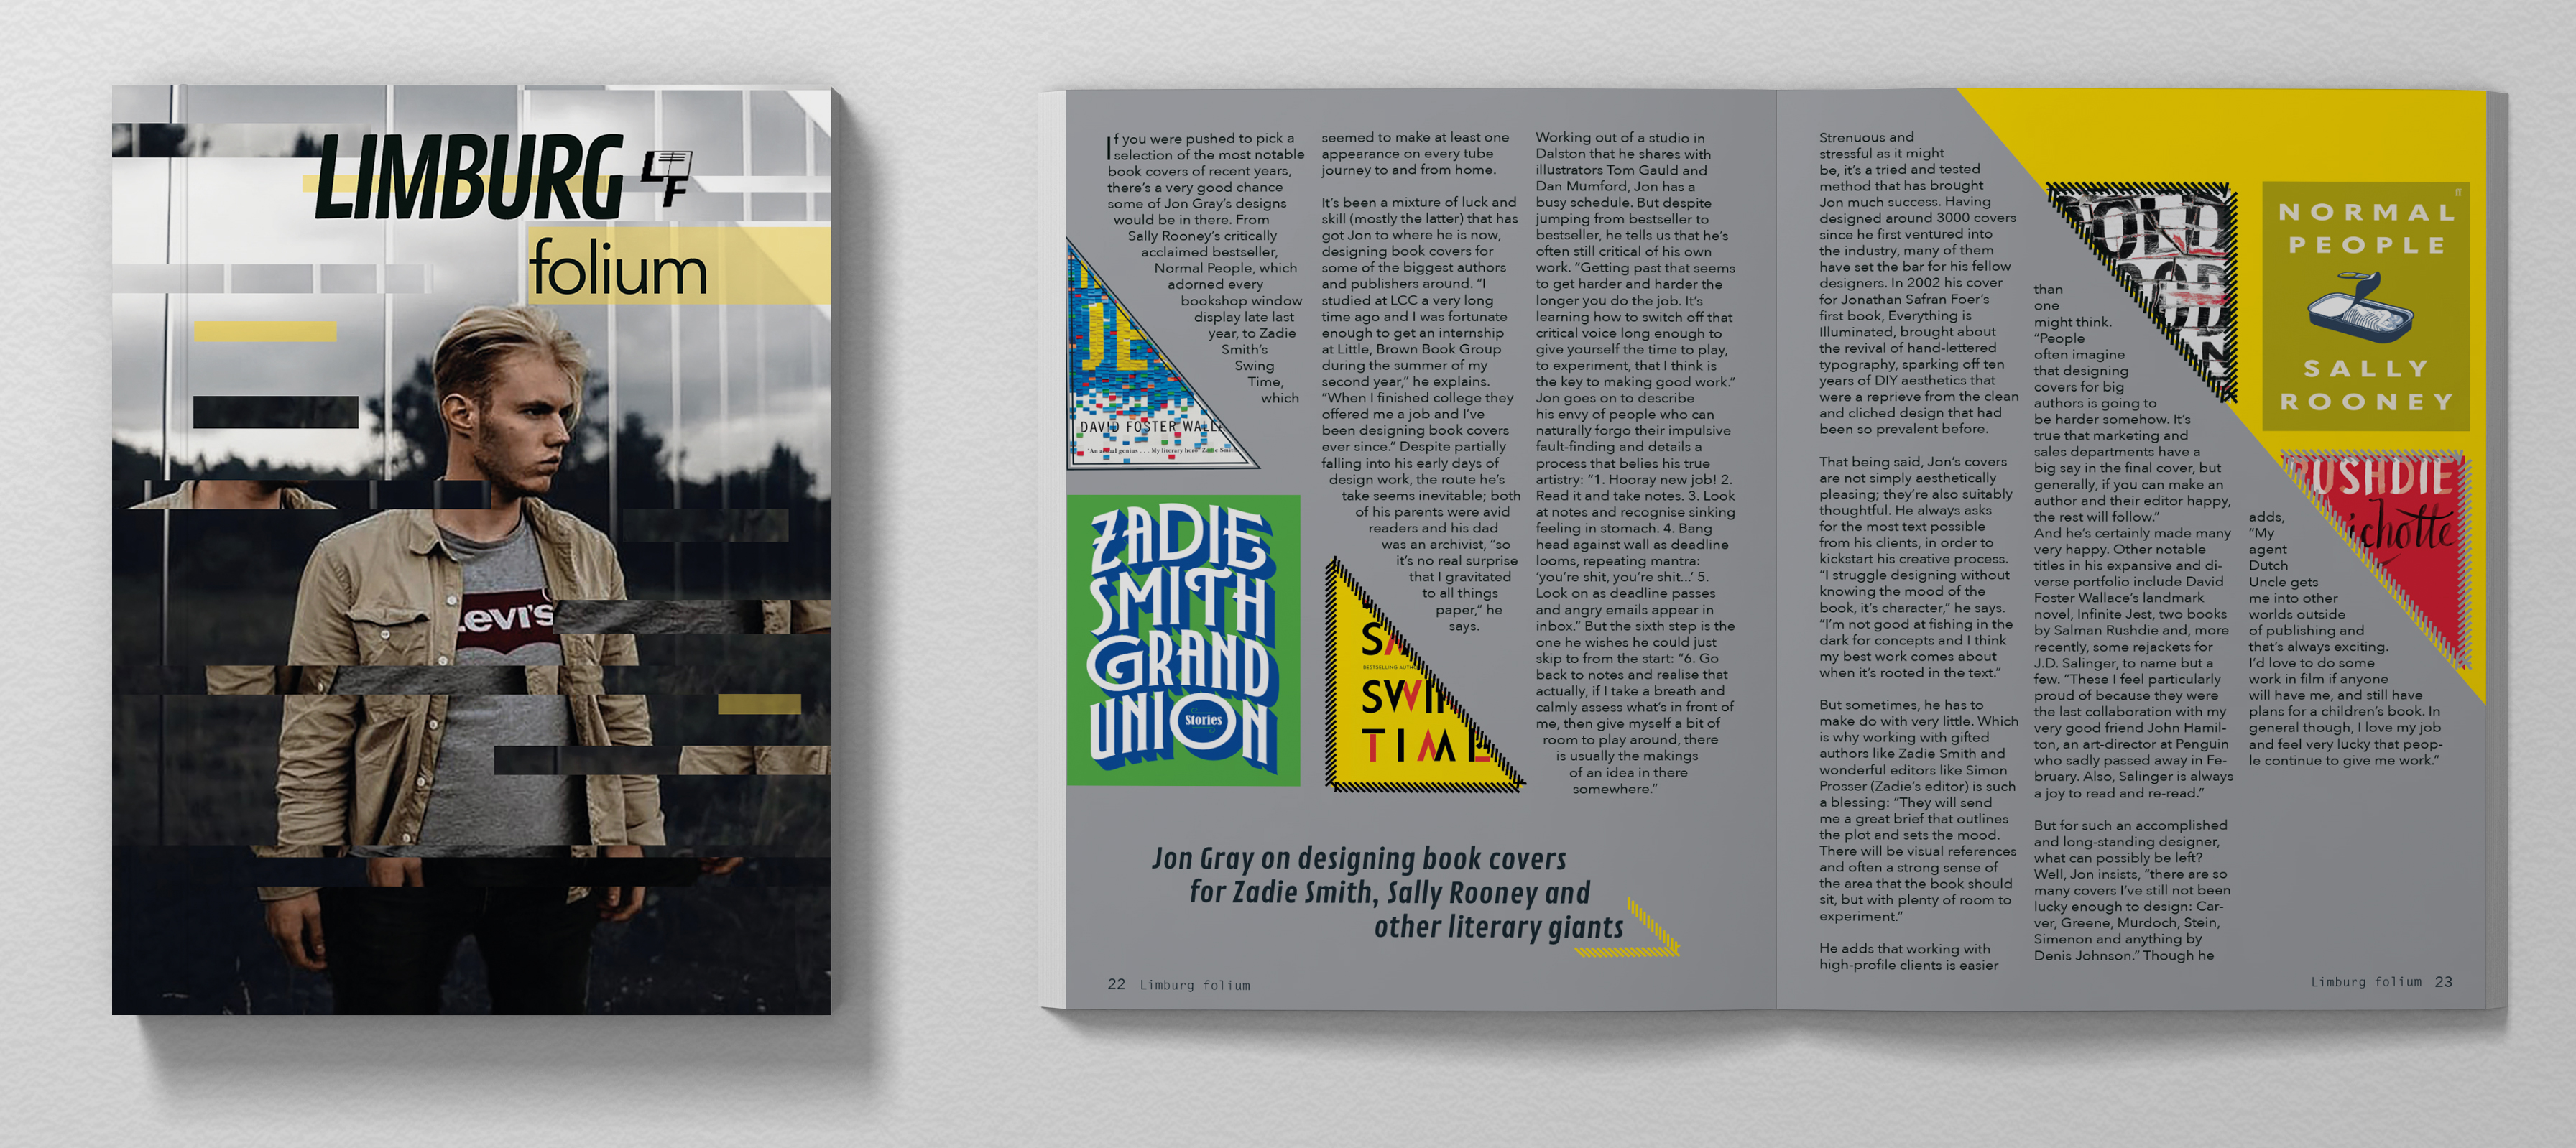 LIMBURG
LF
folium
Levi's
If you were pushed to pick a
selection of the most notable
book covers of recent years,
there's a very good chance
some of Jon Gray's designs
would be in there. From
Sally Rooney's critically
acclaimed bestseller,
Normal People, which
adorned every
bookshop window
display late last
year, to Zadie
Smith's
Swing
Time,
which
DAVID FOSTER WALLA
ZADIE
SMITH
GRAND
UNION
Stories
seemed to make at least one
appearance on every tube
journey to and from home.
It's been a mixture of luck and
skill (mostly the latter) that has
got Jon to where he is now,
designing book covers for
some of the biggest authors
and publishers around. "I
studied at LCC a very long
time ago and I was fortunate
enough to get an internship
at Little, Brown Book Group
during the summer of my
second year," he explains.
"When I finished college they
offered me a job and I've
been designing book covers
ever since." Despite partially
falling into his early days of
design work, the route he's
take seems inevitable; both
of his parents were avid
readers and his dad
was an archivist, "so
it's no real surprise
that I gravitated
to all things
paper," he
says.
SWIN
TIME
Working out of a studio in
Dalston that he shares with
illustrators Tom Gauld and
Dan Mumford, Jon has a
busy schedule. But despite
jumping from bestseller to
bestseller, he tells us that he's
often still critical of his own
work. "Getting past that seems
to get harder and harder the
longer you do the job. It's
learning how to switch off that
critical voice long enough to
give yourself the time to play,
to experiment, that I think is
the key to making good work."
Jon goes on to describe
his envy of people who can
naturally forgo their impulsive
fault-finding and details a
process that belies his true
artistry: "1. Hooray new job! 2.
Read it and take notes. 3. Look
at notes and recognise sinking
feeling in stomach. 4. Bang
head against wall as deadline
looms, repeating mantra:
'you're shit, you're shit...' 5.
Look on as deadline passes
and angry emails appear in
inbox." But the sixth step is the
one he wishes he could just
skip to from the start: "6. Go
back to notes and realise that
actually, if I take a breath and
calmly assess what's in front of
me, then give myself a bit of
room to play around, there
is usually the makings
of an idea in there
somewhere."
Jon Gray on designing book covers
for Zadie Smith, Sally Rooney and
other literary giants
22 Limburg folium
Strenuous and
stressful as it might
be, it's a tried and tested
method that has brought
Jon much success. Having
designed around 3000 covers
since he first ventured into
the industry, many of them
have set the bar for his fellow
designers. In 2002 his cover
for Jonathan Safran Foer's
first book, Everything is
Illuminated, brought about
the revival of hand-lettered
typography, sparking off ten
years of DIY aesthetics that
were a reprieve from the clean
and cliched design that had
been so prevalent before.
That being said, Jon's covers
are not simply aesthetically
pleasing; they're also suitably
thoughtful. He always asks
for the most text possible
from his clients, in order to
kickstart his creative process.
"I struggle designing without
knowing the mood of the
book, it's character," he says.
"I'm not good at fishing in the
dark for concepts and I think
my best work comes about
when it's rooted in the text."
But sometimes, he has to
make do with very little. Which
is why working with gifted
authors like Zadie Smith and
wonderful editors like Simon
Prosser (Zadie's editor) is such
a blessing: "They will send
me a great brief that outlines
the plot and sets the mood.
There will be visual references
and often a strong sense of
the area that the book should
sit, but with plenty of room to
experiment."
He adds that working with
high-profile clients is easier
than
one
might think.
"People
often imagine
that designing
covers for big
authors is going to
be harder somehow. It's
true that marketing and
sales departments have a
big say in the final cover, but
generally, if you can make an
author and their editor happy,
the rest will follow."
And he's certainly made many
very happy. Other notable
titles in his expansive and di-
verse portfolio include David
Foster Wallace's landmark
novel, Infinite Jest, two books
by Salman Rushdie and, more
recently, some rejackets for
J.D. Salinger, to name but a
few. "These I feel particularly
proud of because they were
the last collaboration with my
very good friend John Hamil-
ton, an art-director at Penguin
who sadly passed away in Fe-
bruary. Also, Salinger is always
a joy to read and re-read."
But for such an accomplished
and long-standing designer,
what can possibly be left?
Well, Jon insists, "there are so
many covers I've still not been
lucky enough to design: Car-
ver, Greene, Murdoch, Stein,
Simenon and anything by
Denis Johnson." Though he
NORMAL
PEOPLE
SALLY
ROONEY
RUSHDIE
ichotte
adds,
"My
agent
Dutch
Uncle gets
me into other
worlds outside
of publishing and
that's always exciting.
I'd love to do some
work in film if anyone
will have me, and still have
plans for a children's book. In
general though, I love my job
and feel very lucky that peop-
le continue to give me work."
Limburg folium 23